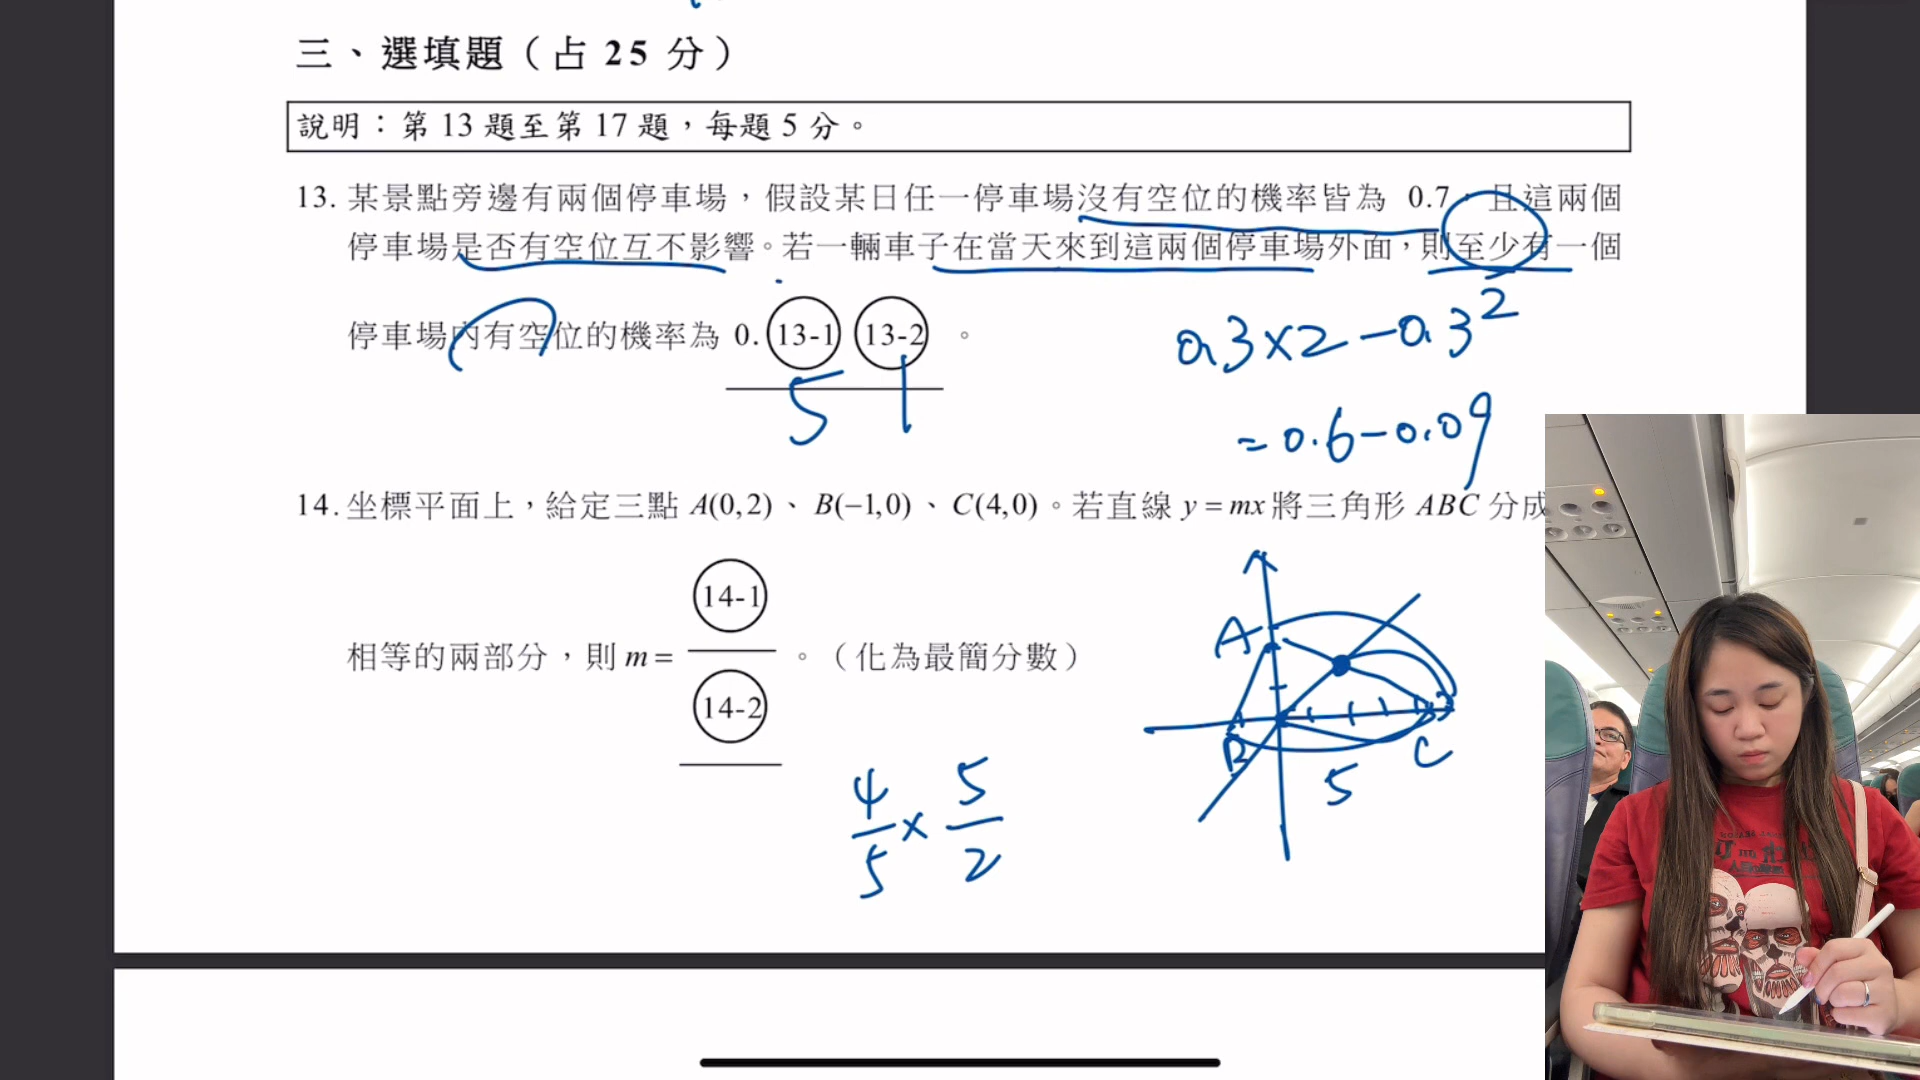 三、選填題（占 25 分）
說明：第 13 題至第 17 題，每題 5 分。
13. 某景點旁邊有兩個停車場，假設某日任一停車場沒有空位的機率皆為 0.7，且這兩個
停車場是否有空位互不影響。若一輛車子在當天來到這兩個停車場外面，則至少有一個
停車場內有空位的機率為 0. 13-1 13-2 。
5 1
0.3×2-0.3²
=0.6-0.09
14. 坐標平面上，給定三點 A(0,2)、B(−1,0)、C(4,0)。若直線 y = mx 將三角形 ABC 分成
14-1
相等的兩部分，則 m = 。（化為最簡分數）
14-2
A
B
C
5
4/5 × 5/2